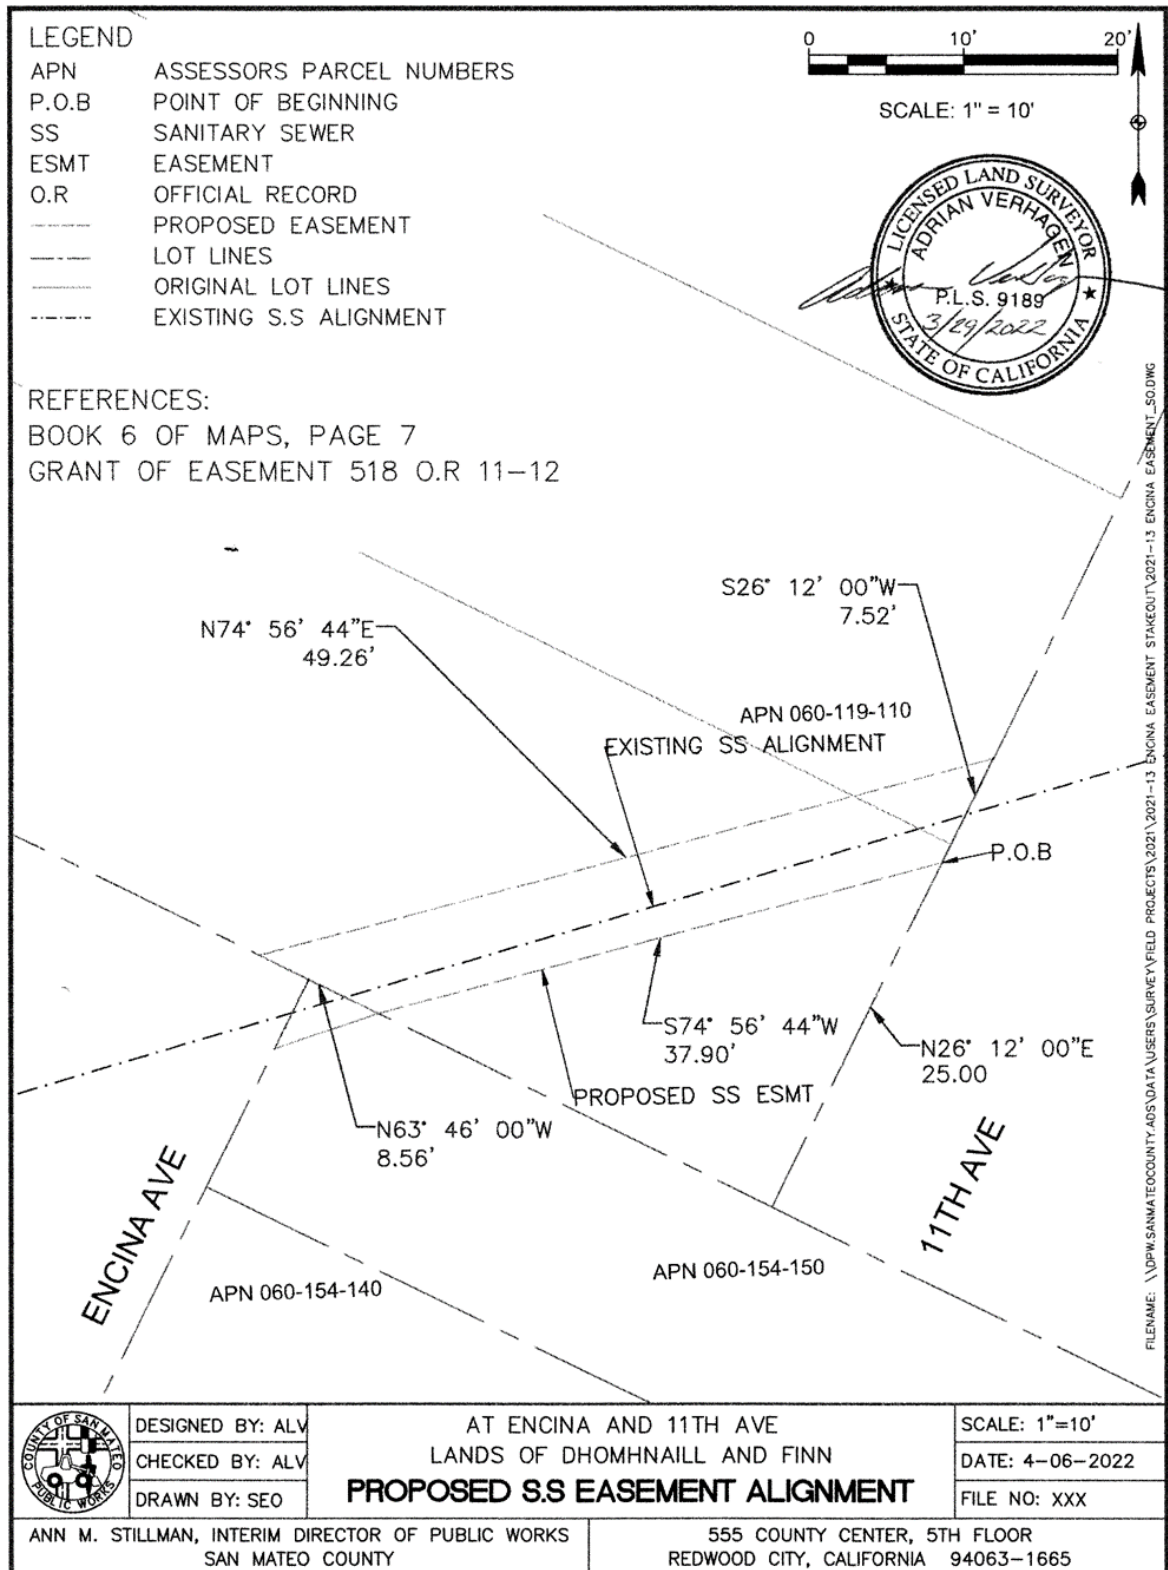 LEGEND
APN ASSESSORS PARCEL NUMBERS
P.O.B POINT OF BEGINNING
SS SANITARY SEWER
ESMT EASEMENT
O.R OFFICIAL RECORD
PROPOSED EASEMENT
LOT LINES
ORIGINAL LOT LINES
EXISTING S.S ALIGNMENT
0 10' 20'
SCALE: 1" = 10'
LICENSED LAND SURVEYOR
ADRIAN VERHAGEN
P.L.S. 9189
3/29/2022
STATE OF CALIFORNIA
REFERENCES:
BOOK 6 OF MAPS, PAGE 7
GRANT OF EASEMENT 518 O.R 11-12
S26° 12' 00"W
7.52'
N74° 56' 44"E
49.26'
APN 060-119-110
EXISTING SS ALIGNMENT
P.O.B
S74° 56' 44"W
37.90'
N26° 12' 00"E
25.00
PROPOSED SS ESMT
N63° 46' 00"W
8.56'
ENCINA AVE
11TH AVE
APN 060-154-140
APN 060-154-150
FILENAME: \\DPW.SANMATEOCOUNTY.ADS\DATA\USERS\SURVEY\FIELD PROJECTS\2021\2021-13 ENCINA EASEMENT STAKEOUT\2021-13 ENCINA EASEMENT_SO.DWG
COUNTY OF SAN MATEO
PUBLIC WORKS
DESIGNED BY: ALV
CHECKED BY: ALV
DRAWN BY: SEO
AT ENCINA AND 11TH AVE
LANDS OF DHOMHNAILL AND FINN
PROPOSED S.S EASEMENT ALIGNMENT
SCALE: 1"=10'
DATE: 4-06-2022
FILE NO: XXX
ANN M. STILLMAN, INTERIM DIRECTOR OF PUBLIC WORKS
SAN MATEO COUNTY
555 COUNTY CENTER, 5TH FLOOR
REDWOOD CITY, CALIFORNIA 94063-1665